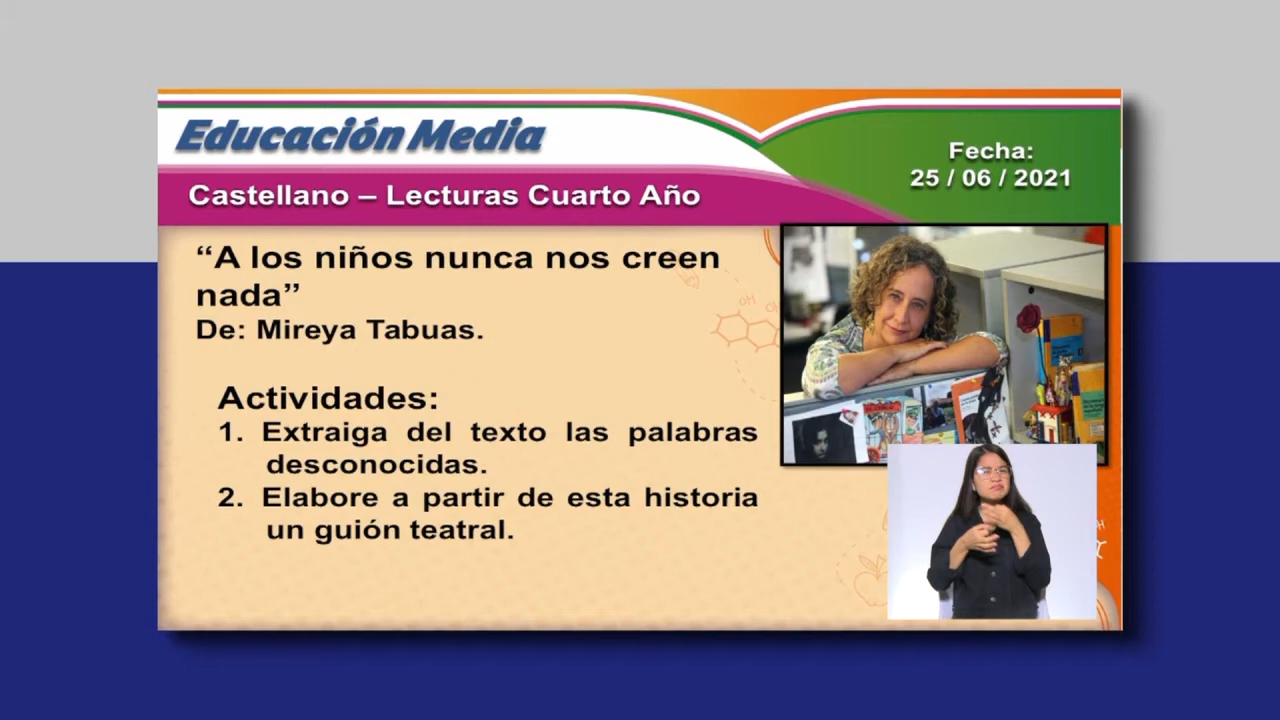 Educación Media
Castellano – Lecturas Cuarto Año
Fecha:
25 / 06 / 2021
“A los niños nunca nos creen
nada”
De: Mireya Tabuas.
Actividades:
1. Extraiga del texto las palabras
desconocidas.
2. Elabore a partir de esta historia
un guión teatral.
OH